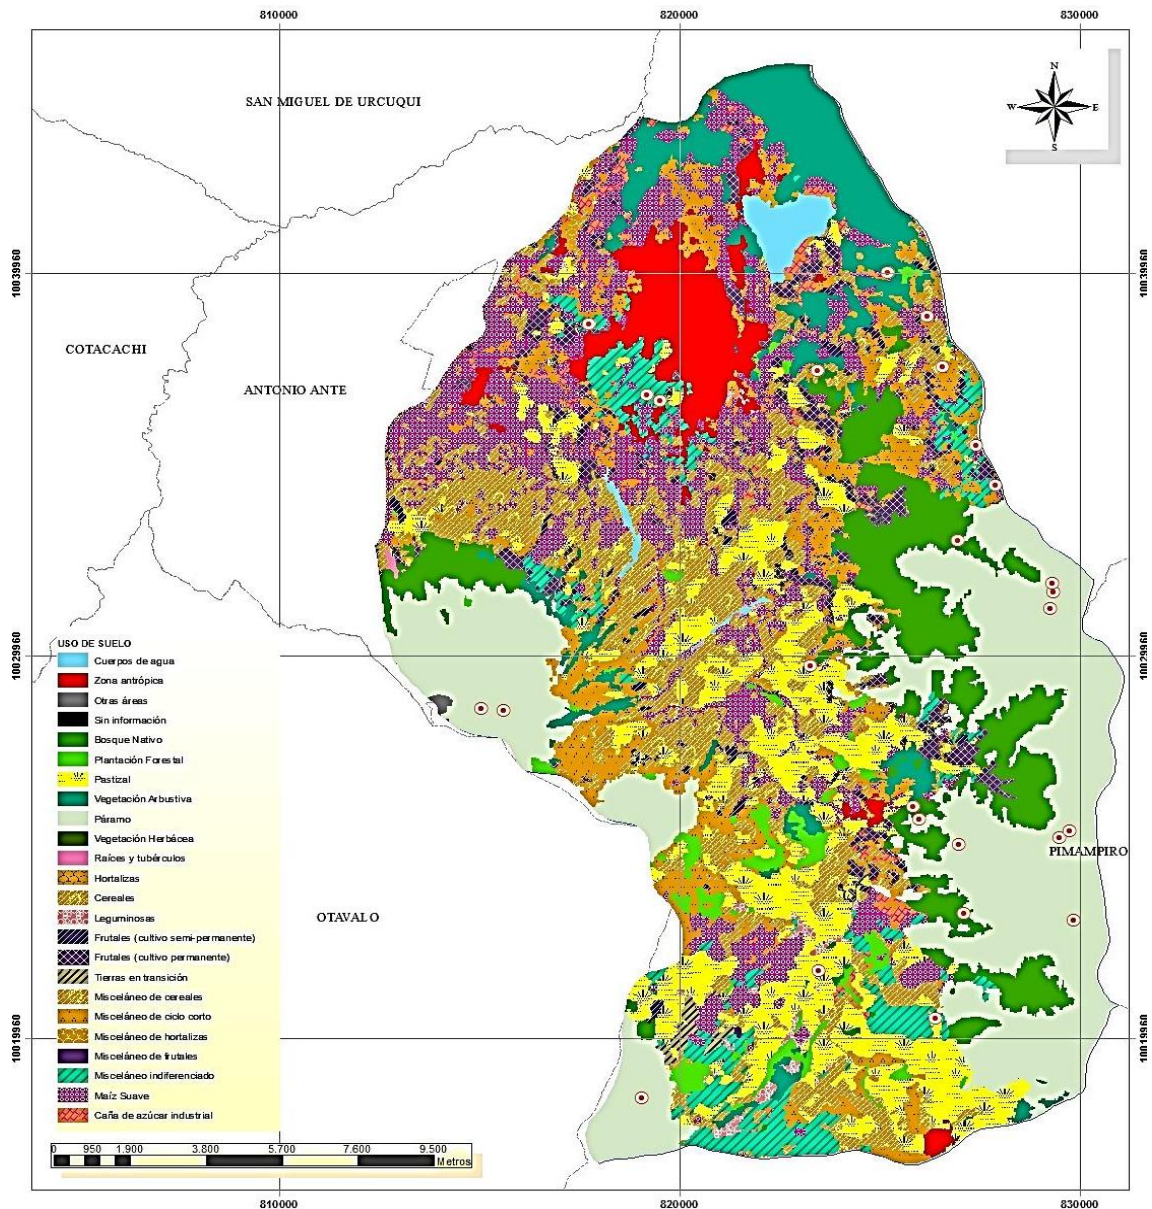 810000
820000
830000
SAN MIGUEL DE URCUQUI
N
W
E
S
10039960
10039960
COTACACHI
ANTONIO ANTE
10029960
10029960
USO DE SUELO
Cuerpos de agua
Zona antrópica
Otras áreas
Sin información
Bosque Nativo
Plantación Forestal
Pastizal
Vegetación Arbustiva
Páramo
Vegetación Herbácea
Raíces y tubérculos
Hortalizas
Cereales
Leguminosas
Frutales (cultivo semi-permanente)
Frutales (cultivo permanente)
Tierras en transición
Misceláneo de cereales
Misceláneo de ciclo corto
Misceláneo de hortalizas
Misceláneo de frutales
Misceláneo indiferenciado
Maíz Suave
Caña de azúcar industrial
PIMAMPIRO
OTAVALO
10019960
10019960
0 950 1.900 3.800 5.700 7.600 9.500
Metros
810000
820000
830000